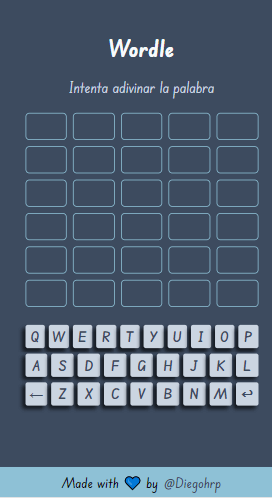 Wordle
Intenta adivinar la palabra
Q W E R T Y U I O P
A S D F G H J K L
← Z X C V B N M ↩
Made with 💙 by @Diegohrp